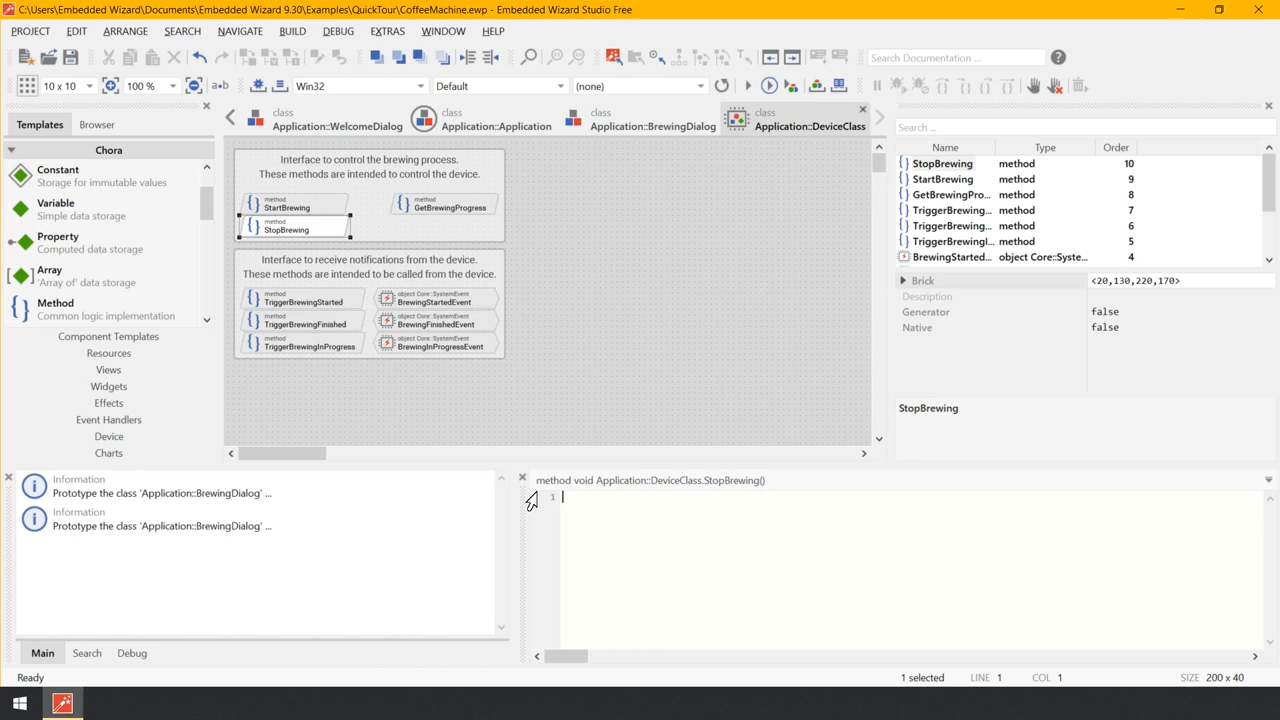 C:\Users\Embedded Wizard\Documents\Embedded Wizard 9.30\Examples\QuickTour\CoffeeMachine.ewp - Embedded Wizard Studio Free
PROJECT EDIT ARRANGE SEARCH NAVIGATE BUILD DEBUG EXTRAS WINDOW HELP
Search Documentation ...
10 x 10 100 % a-b Win32 Default (none)
Templates Browser
class Application::WelcomeDialog
class Application::Application
class Application::BrewingDialog
class Application::DeviceClass
Chora
Constant
Storage for immutable values
Variable
Simple data storage
Property
Computed data storage
Array
'Array of' data storage
Method
Common logic implementation
Component Templates
Resources
Views
Widgets
Effects
Event Handlers
Device
Charts
Interface to control the brewing process.
These methods are intended to control the device.
method
StartBrewing
method
GetBrewingProgress
method
StopBrewing
Interface to receive notifications from the device.
These methods are intended to be called from the device.
method
TriggerBrewingStarted
object Core::SystemEvent
BrewingStartedEvent
method
TriggerBrewingFinished
object Core::SystemEvent
BrewingFinishedEvent
method
TriggerBrewingInProgress
object Core::SystemEvent
BrewingInProgressEvent
Search ...
Name Type Order
StopBrewing method 10
StartBrewing method 9
GetBrewingPro... method 8
TriggerBrewing... method 7
TriggerBrewing... method 6
TriggerBrewingI... method 5
BrewingStarted... object Core::Syste... 4
Brick <20,130,220,170>
Description
Generator false
Native false
StopBrewing
Information
Prototype the class 'Application::BrewingDialog' ...
Information
Prototype the class 'Application::BrewingDialog' ...
Main Search Debug
method void Application::DeviceClass.StopBrewing()
1
Ready
1 selected LINE 1 COL 1 SIZE 200 x 40